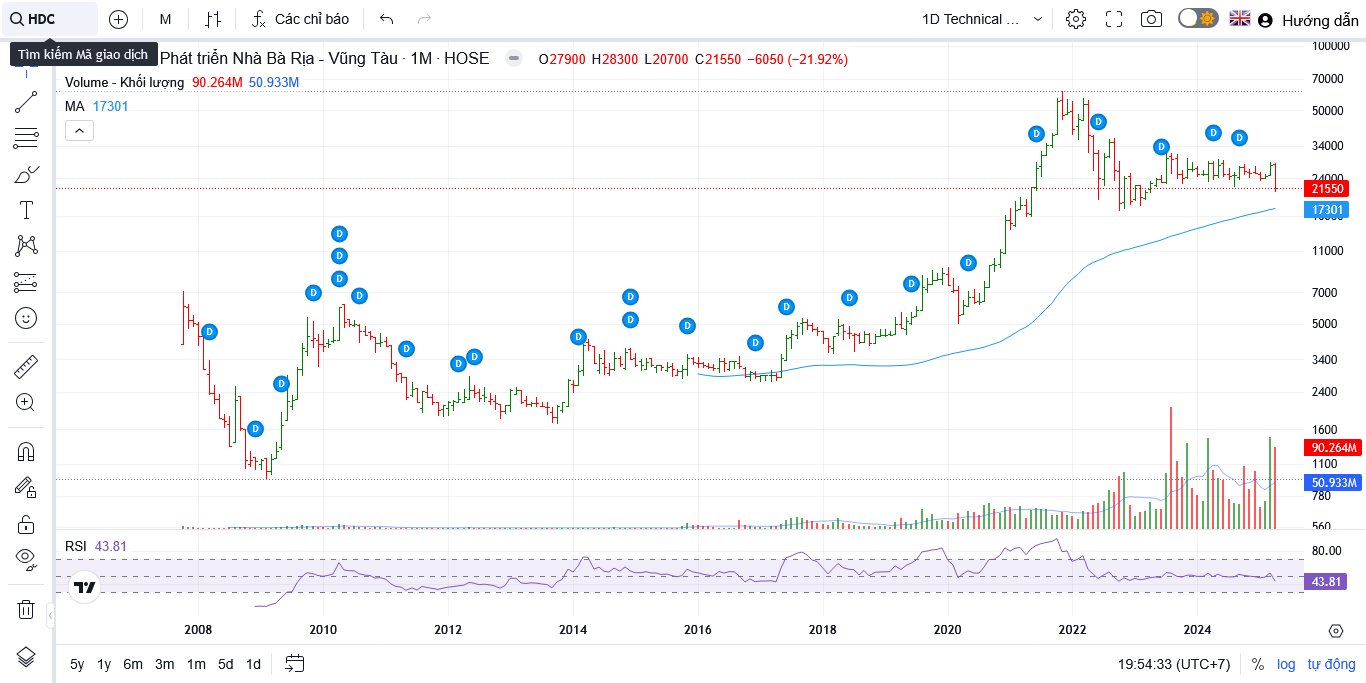 HDC M Các chỉ báo 1D Technical ... Hướng dẫn
Tìm kiếm Mã giao dịch
Phát triển Nhà Bà Rịa - Vũng Tàu · 1M · HOSE O27900 H28300 L20700 C21550 −6050 (−21.92%)
Volume - Khối lượng 90.264M 50.933M
MA 17301
100000
70000
50000
34000
24000
21550
17301
11000
7000
5000
3400
2400
1600
90.264M
1100
50.933M
780
560
D D D D D D D D D D D D D D D D D D D D D D D D D
RSI 43.81
80.00
43.81
2008 2010 2012 2014 2016 2018 2020 2022 2024
5y 1y 6m 3m 1m 5d 1d 19:54:33 (UTC+7) % log tự động